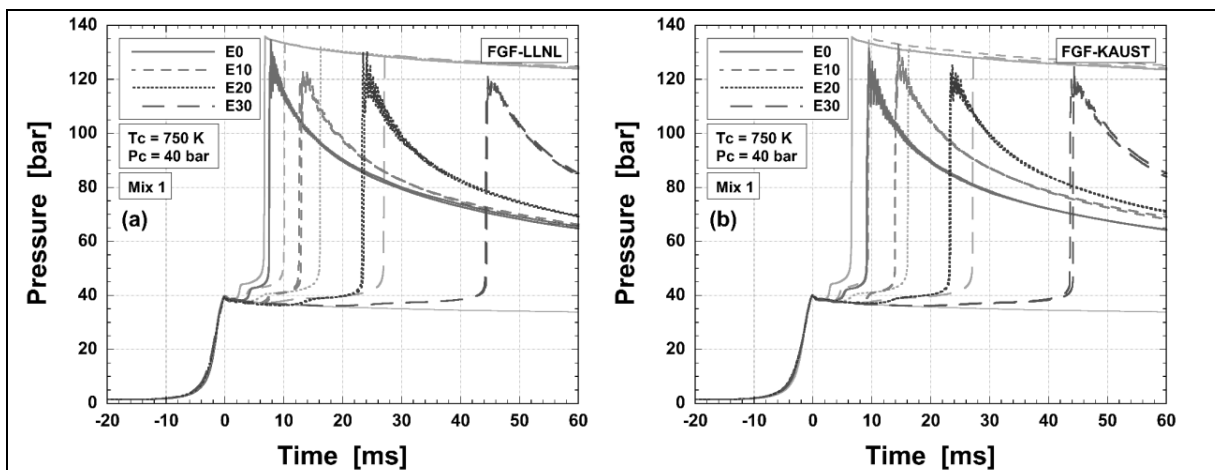 140
120
100
80
60
40
20
0
Pressure [bar]
E0
E10
E20
E30
FGF-LLNL
Tc = 750 K
Pc = 40 bar
Mix 1
(a)
-20 -10 0 10 20 30 40 50 60
Time [ms]
140
120
100
80
60
40
20
0
Pressure [bar]
E0
E10
E20
E30
FGF-KAUST
Tc = 750 K
Pc = 40 bar
Mix 1
(b)
-20 -10 0 10 20 30 40 50 60
Time [ms]